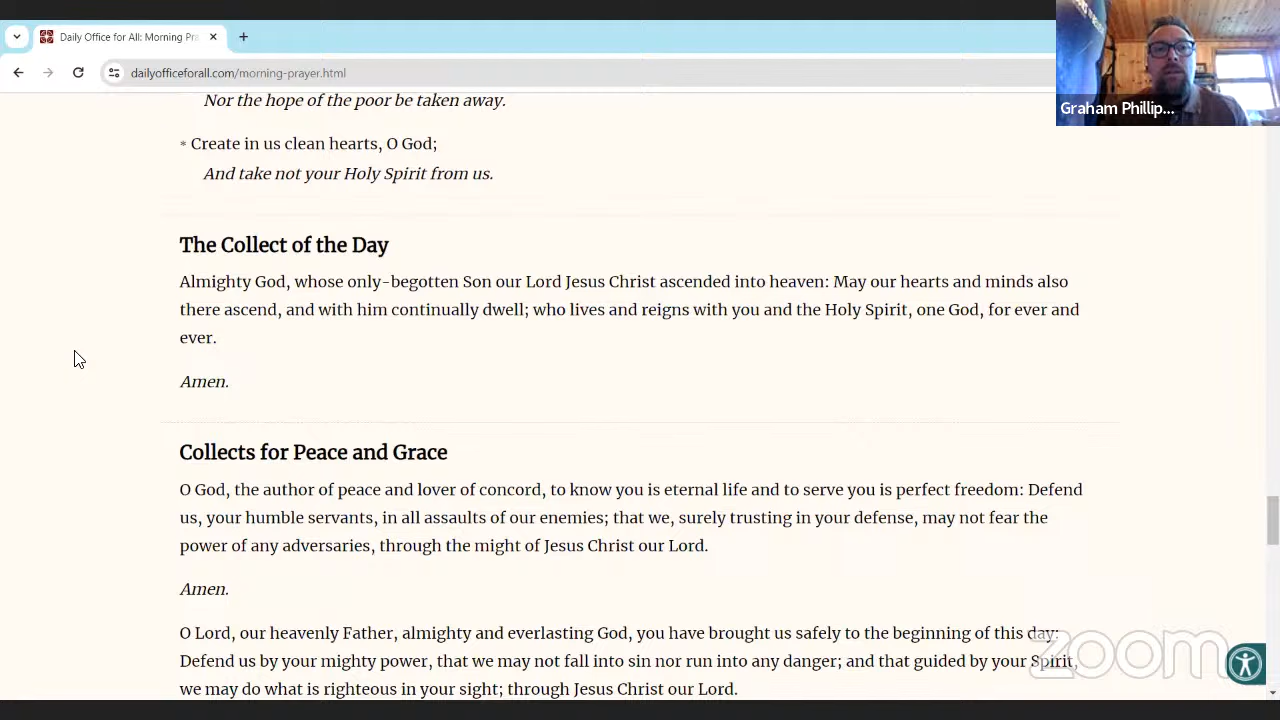 Daily Office for All: Morning Pra
dailyofficeforall.com/morning-prayer.html
Graham Phillip...
Nor the hope of the poor be taken away.
* Create in us clean hearts, O God;
And take not your Holy Spirit from us.
The Collect of the Day
Almighty God, whose only-begotten Son our Lord Jesus Christ ascended into heaven: May our hearts and minds also
there ascend, and with him continually dwell; who lives and reigns with you and the Holy Spirit, one God, for ever and
ever.
Amen.
Collects for Peace and Grace
O God, the author of peace and lover of concord, to know you is eternal life and to serve you is perfect freedom: Defend
us, your humble servants, in all assaults of our enemies; that we, surely trusting in your defense, may not fear the
power of any adversaries, through the might of Jesus Christ our Lord.
Amen.
O Lord, our heavenly Father, almighty and everlasting God, you have brought us safely to the beginning of this day:
Defend us by your mighty power, that we may not fall into sin nor run into any danger; and that guided by your Spirit,
we may do what is righteous in your sight; through Jesus Christ our Lord.
zoom